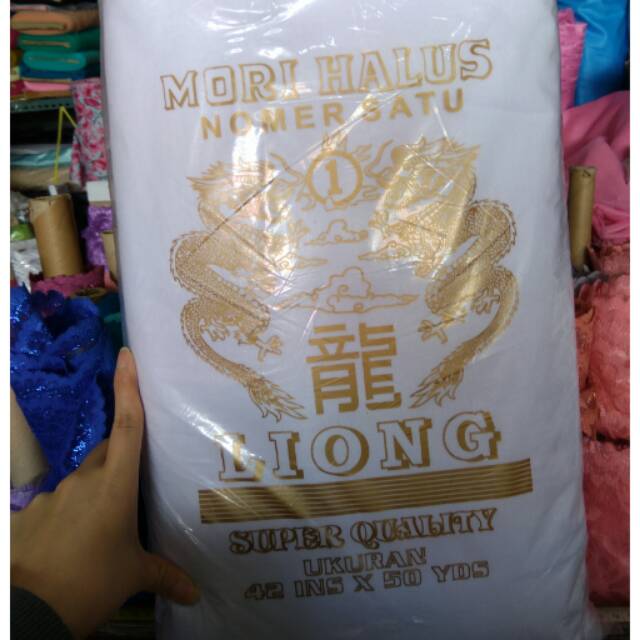 MORI HALUS
NOMER SATU
1
龍
LIONG
SUPER QUALITY
UKURAN
42 INS X 50 YDS